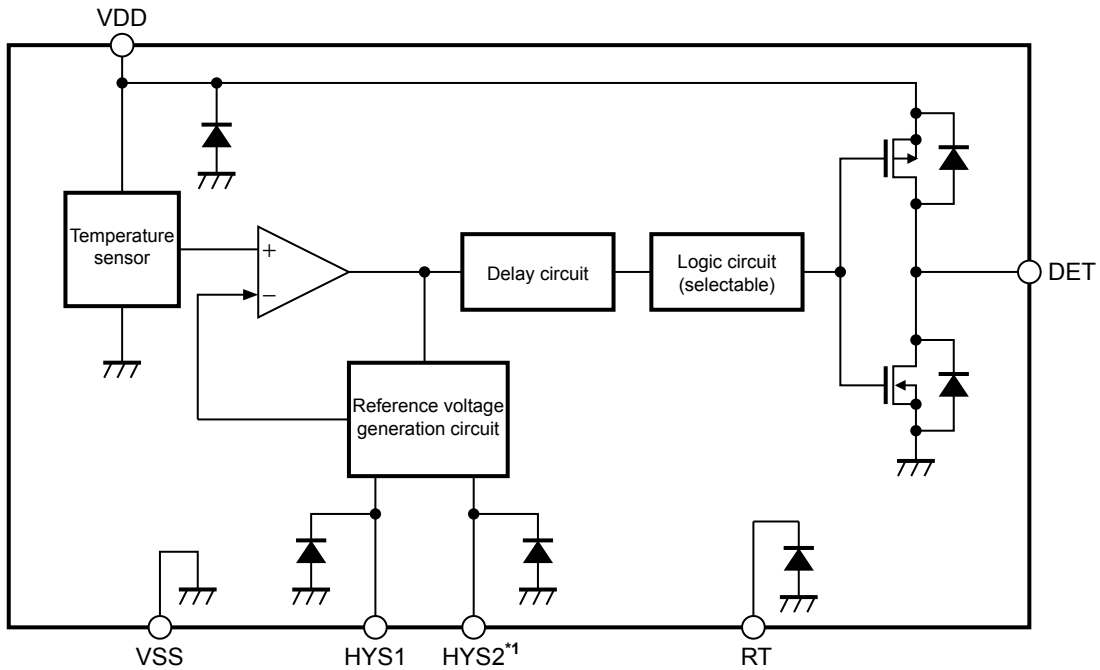 VDD
Temperature
sensor
+
−
Delay circuit
Logic circuit
(selectable)
DET
Reference voltage
generation circuit
VSS
HYS1
HYS2*1
RT